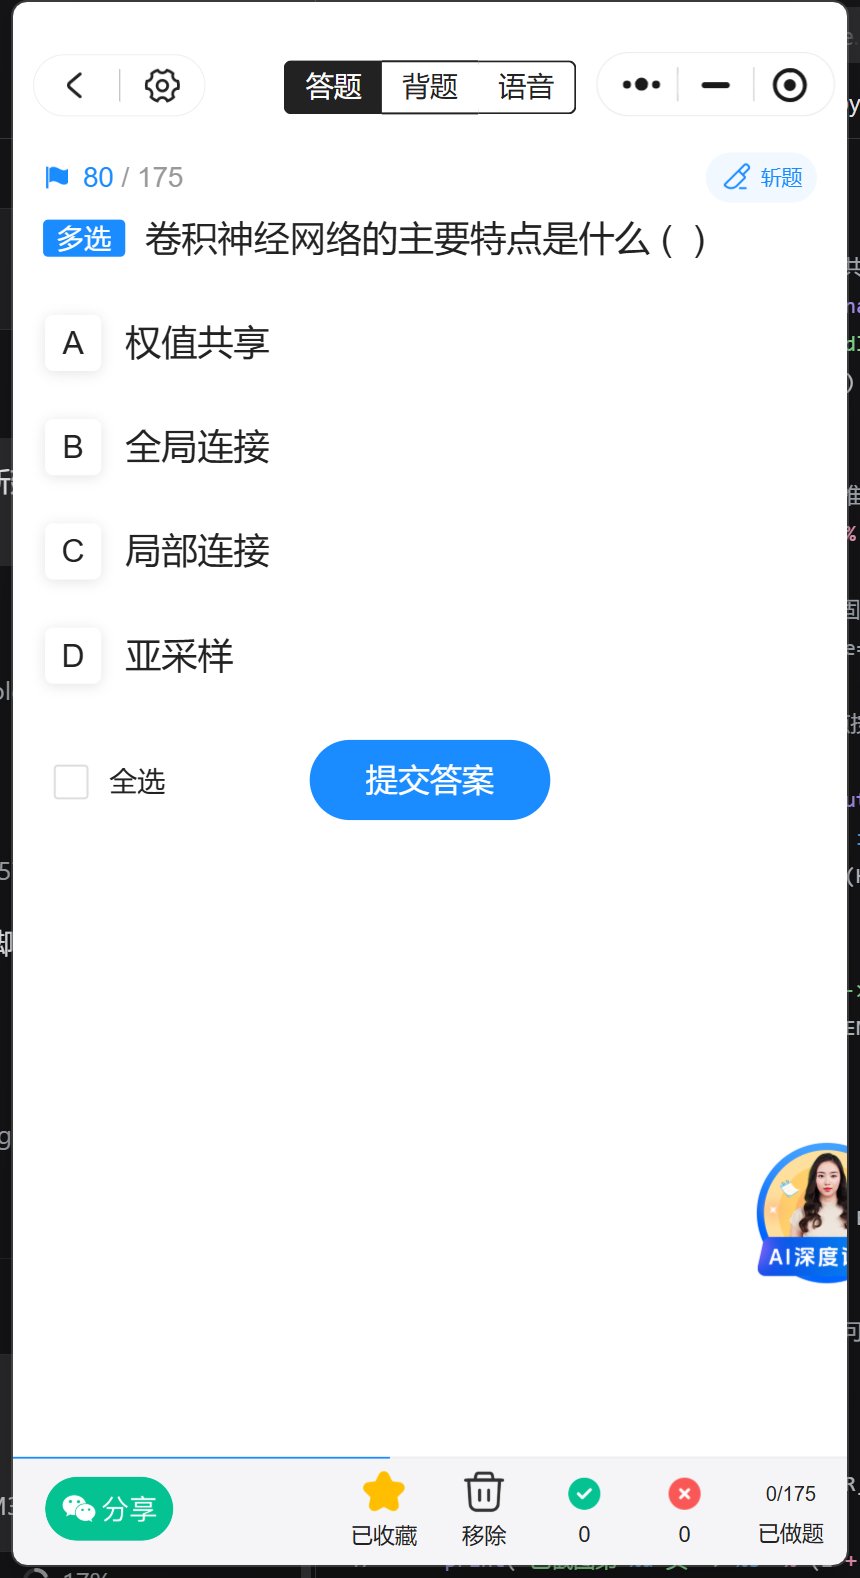 答题 背题 语音
80 / 175
斩题
多选 卷积神经网络的主要特点是什么 ( )
A 权值共享
B 全局连接
C 局部连接
D 亚采样
全选 提交答案
AI深度
分享
已收藏
移除
0
0
0/175
已做题
17%